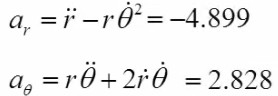 a_r = r̈ − rθ̇² = −4.899
a_θ = rθ̈ + 2ṙθ̇ = 2.828